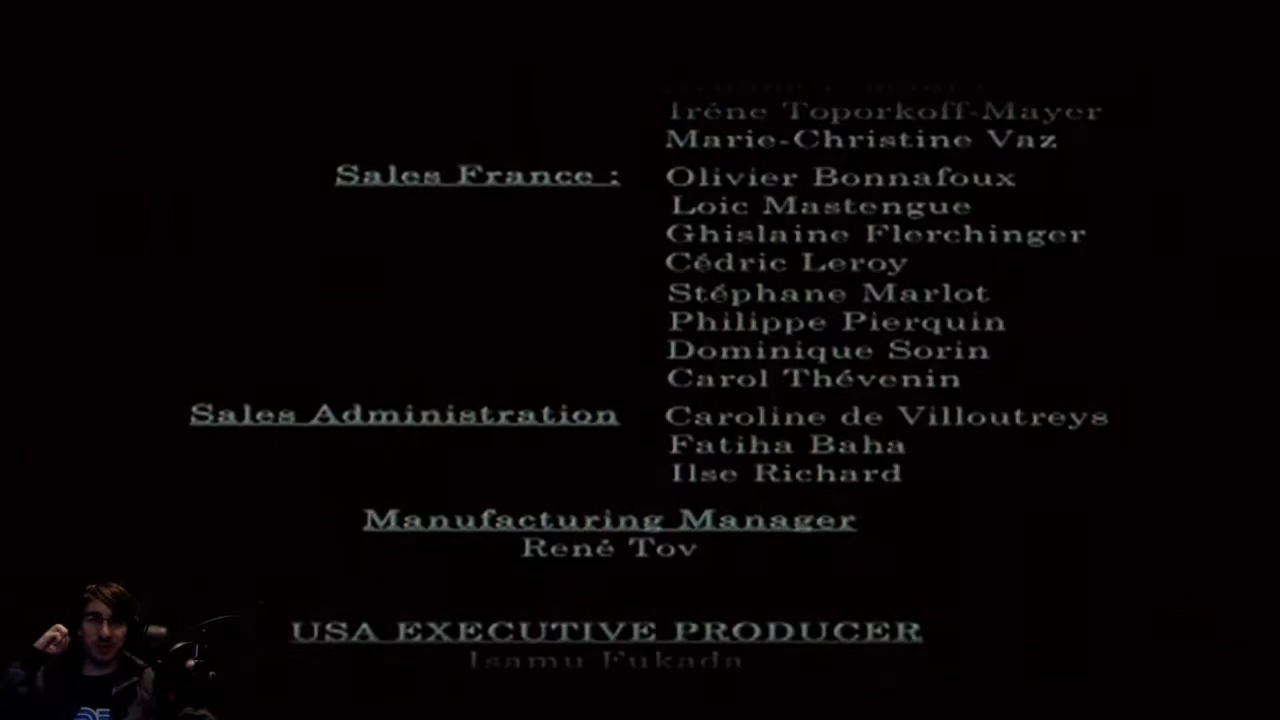 Iréne Toporkoff-Mayer
Marie-Christine Vaz
Sales France : Olivier Bonnafoux
Loic Mastengue
Ghislaine Flerchinger
Cédric Leroy
Stéphane Marlot
Philippe Pierquin
Dominique Sorin
Carol Thévenin
Sales Administration Caroline de Villoutreys
Fatiha Baha
Ilse Richard
Manufacturing Manager
René Tov
USA EXECUTIVE PRODUCER
Isamu Fukada